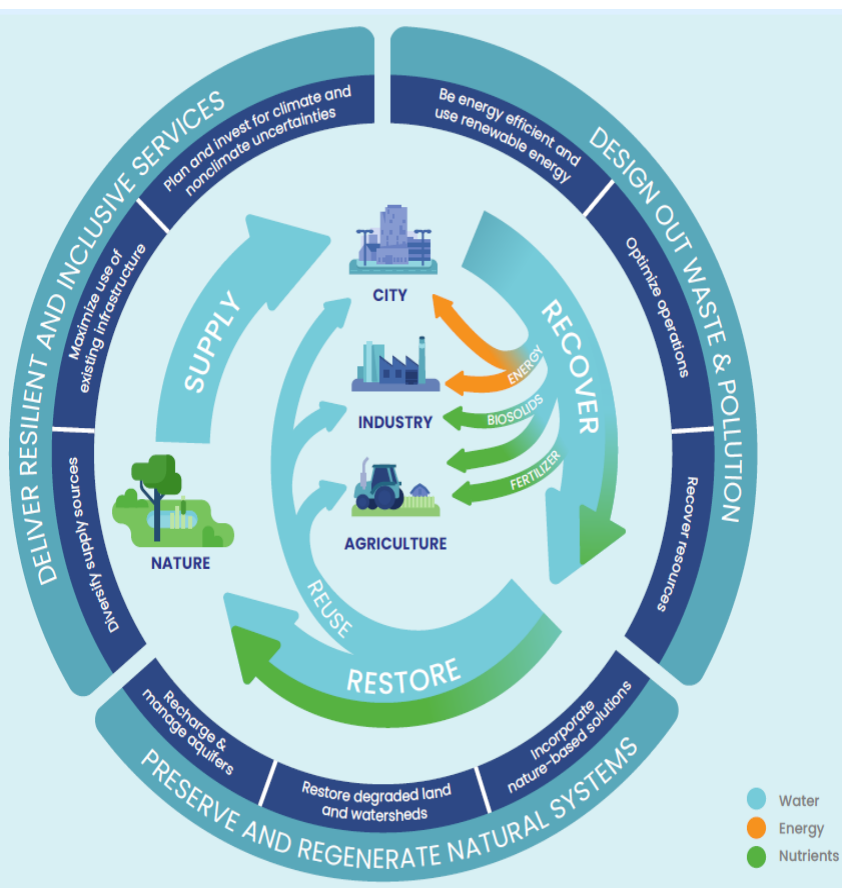 DELIVER RESILIENT AND INCLUSIVE SERVICES
Plan and invest for climate and
nonclimate uncertainties
Maximize use of
existing infrastructure
Diversify supply sources
DESIGN OUT WASTE & POLLUTION
Be energy efficient and
use renewable energy
Optimize operations
Recover resources
PRESERVE AND REGENERATE NATURAL SYSTEMS
Recharge &
manage aquifers
Restore degraded land
and watersheds
Incorporate
nature-based solutions
SUPPLY
CITY
RECOVER
ENERGY
INDUSTRY
BIOSOLIDS
FERTILIZER
AGRICULTURE
NATURE
REUSE
RESTORE
Water
Energy
Nutrients